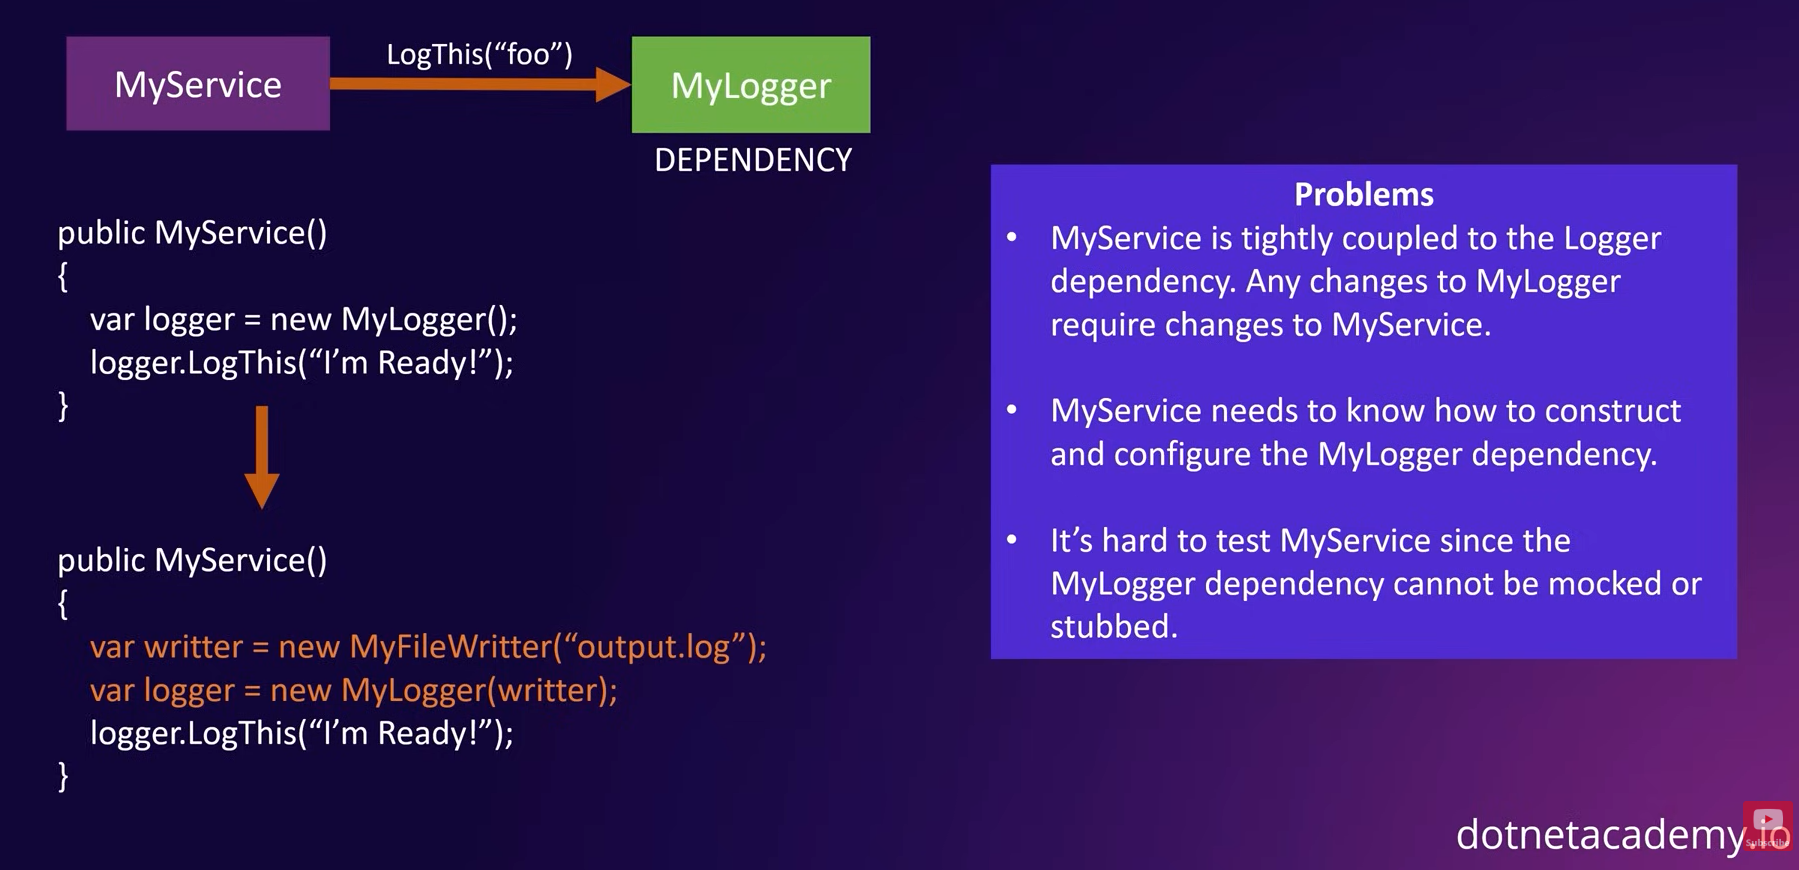 MyService
LogThis(“foo”)
MyLogger
DEPENDENCY
public MyService()
{
var logger = new MyLogger();
logger.LogThis(“I’m Ready!”);
}
public MyService()
{
var writter = new MyFileWritter(“output.log”);
var logger = new MyLogger(writter);
logger.LogThis(“I’m Ready!”);
}
Problems
• MyService is tightly coupled to the Logger
dependency. Any changes to MyLogger
require changes to MyService.
• MyService needs to know how to construct
and configure the MyLogger dependency.
• It’s hard to test MyService since the
MyLogger dependency cannot be mocked or
stubbed.
dotnetacademy.io
Subscribe